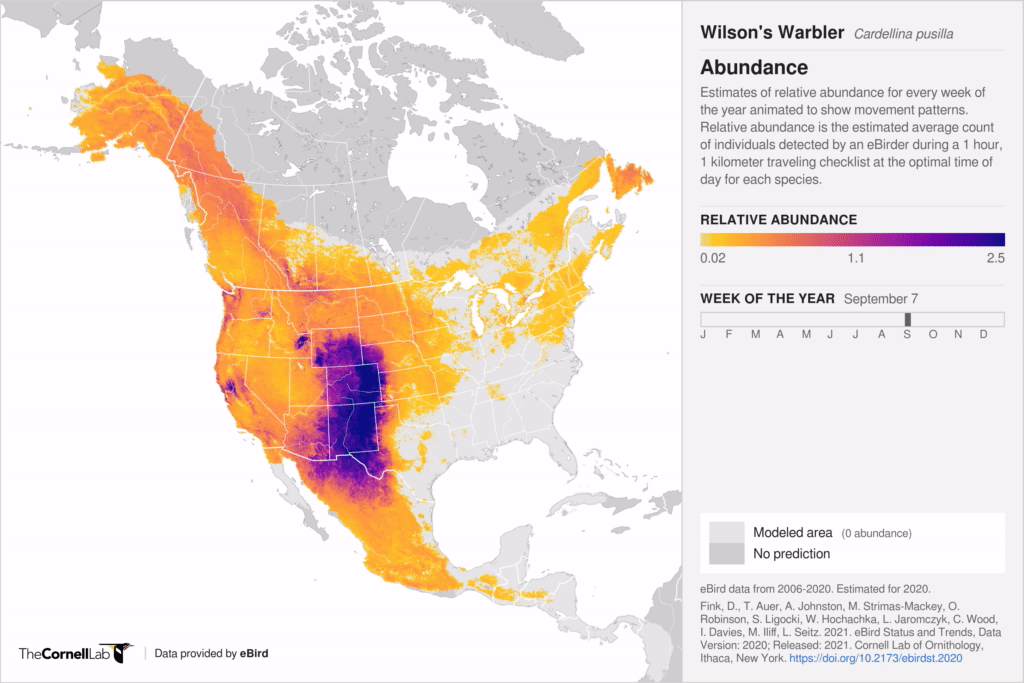 Wilson's Warbler Cardellina pusilla
Abundance
Estimates of relative abundance for every week of
the year animated to show movement patterns.
Relative abundance is the estimated average count
of individuals detected by an eBirder during a 1 hour,
1 kilometer traveling checklist at the optimal time of
day for each species.
RELATIVE ABUNDANCE
0.02 1.1 2.5
WEEK OF THE YEAR September 7
J F M A M J J A S O N D
Modeled area (0 abundance)
No prediction
eBird data from 2006-2020. Estimated for 2020.
Fink, D., T. Auer, A. Johnston, M. Strimas-Mackey, O.
Robinson, S. Ligocki, W. Hochachka, L. Jaromczyk, C. Wood,
I. Davies, M. Iliff, L. Seitz. 2021. eBird Status and Trends, Data
Version: 2020; Released: 2021. Cornell Lab of Ornithology,
Ithaca, New York. https://doi.org/10.2173/ebirdst.2020
TheCornellLab Data provided by eBird